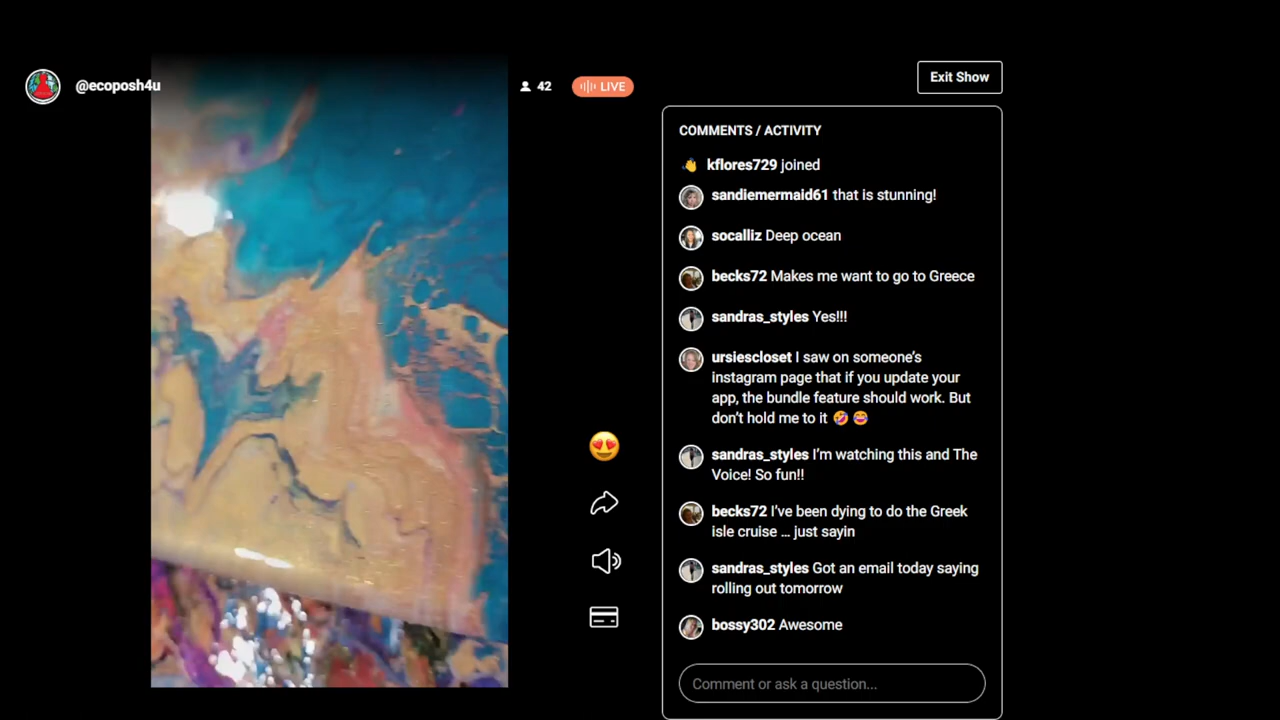 @ecoposh4u
42
LIVE
Exit Show
COMMENTS / ACTIVITY
kflores729 joined
sandiemermaid61 that is stunning!
socalliz Deep ocean
becks72 Makes me want to go to Greece
sandras_styles Yes!!!
ursiescloset I saw on someone’s
instagram page that if you update your
app, the bundle feature should work. But
don’t hold me to it 🤣 😂
sandras_styles I’m watching this and The
Voice! So fun!!
becks72 I’ve been dying to do the Greek
isle cruise ... just sayin
sandras_styles Got an email today saying
rolling out tomorrow
bossy302 Awesome
Comment or ask a question...